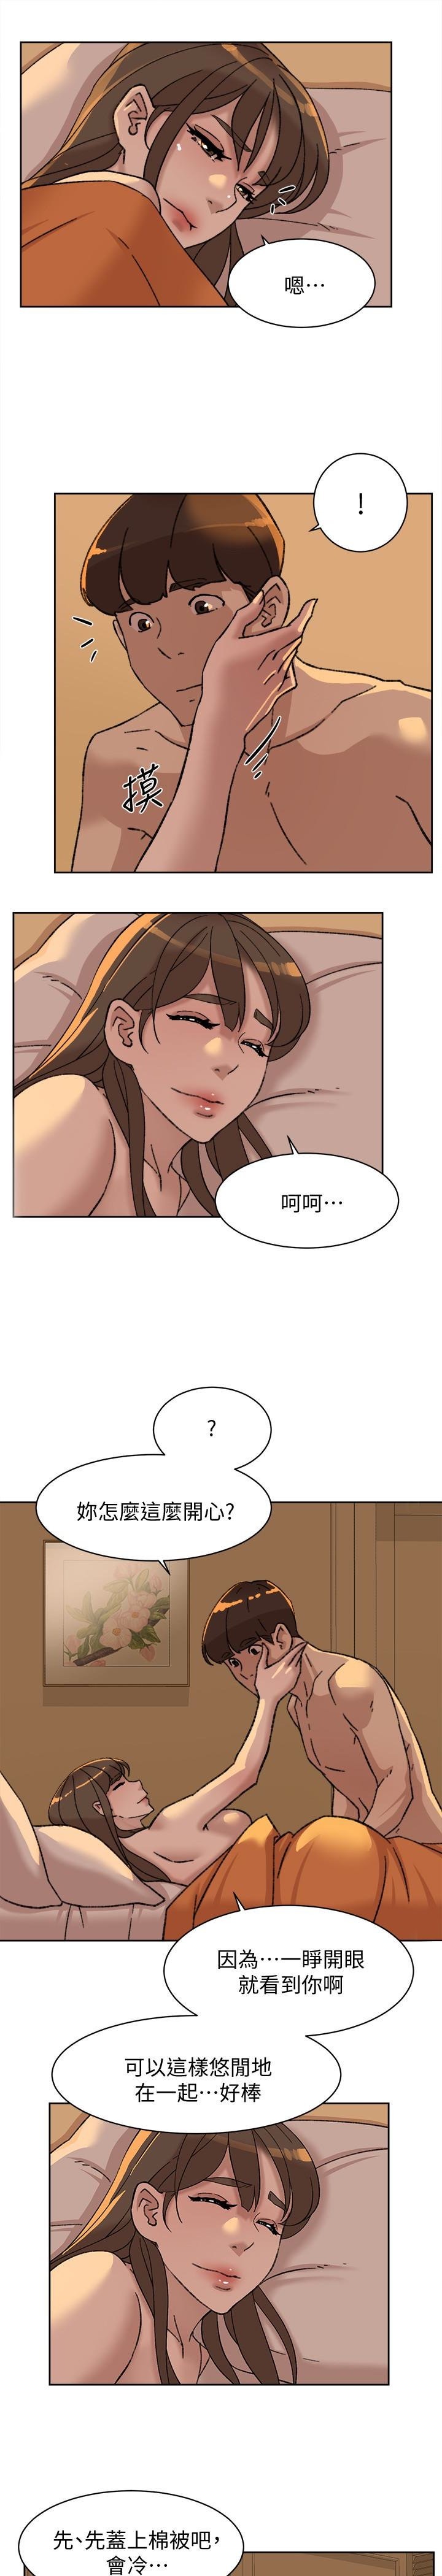 嗯⋯
!
摸
呵呵⋯
?
妳怎麼這麼開心?
因為⋯一睜開眼
就看到你啊
可以這樣悠閒地
在一起⋯好棒
先、先蓋上棉被吧,
會冷⋯